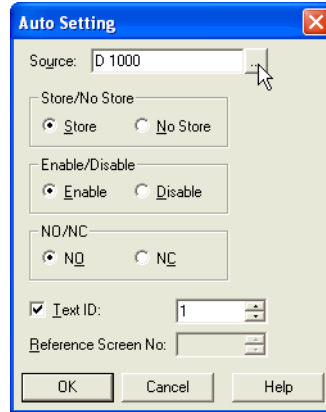 Auto Setting
Source: D 1000 ...
Store/No Store
Store No Store
Enable/Disable
Enable Disable
NO/NC
NO NC
Text ID: 1
Reference Screen No:
OK Cancel Help